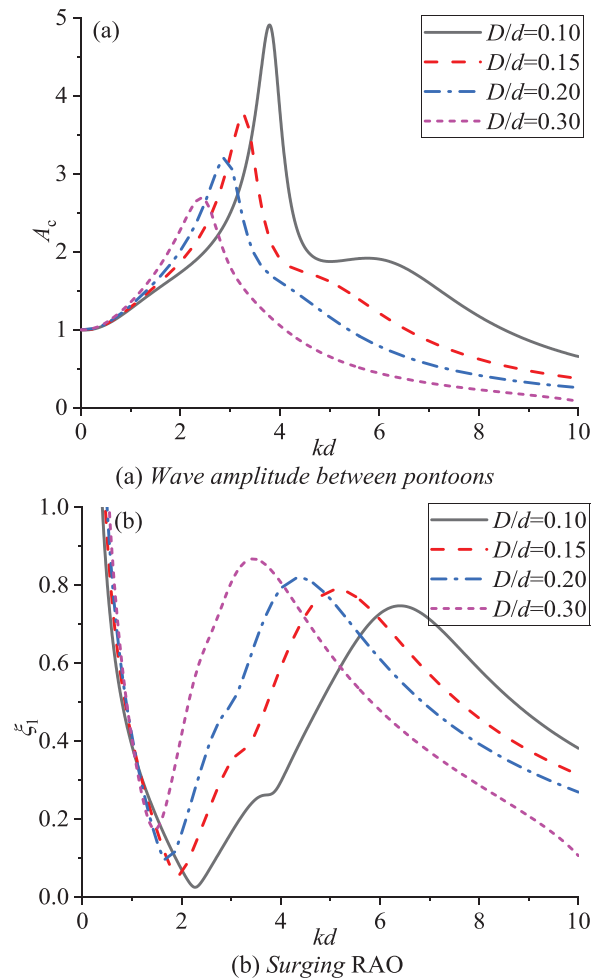 (a)
D/d=0.10
D/d=0.15
D/d=0.20
D/d=0.30
5
4
3
2
1
0
A_c
0 2 4 6 8 10
kd
(a) Wave amplitude between pontoons
(b)
D/d=0.10
D/d=0.15
D/d=0.20
D/d=0.30
1.0
0.8
0.6
0.4
0.2
0.0
ξ_1
0 2 4 6 8 10
kd
(b) Surging RAO